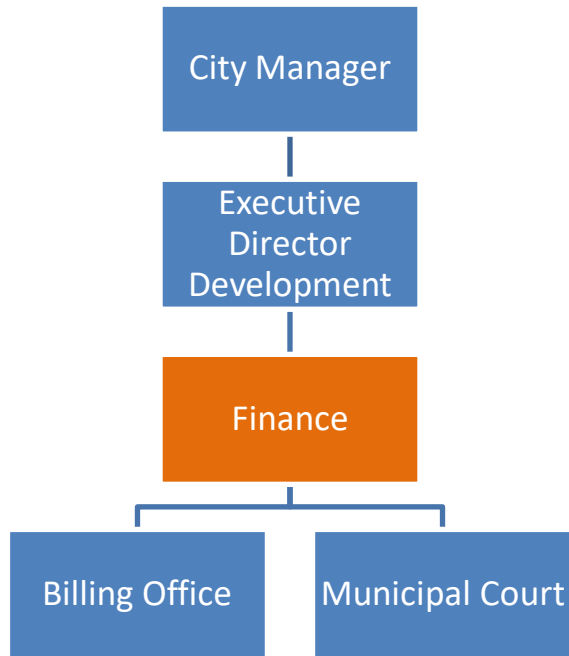 City Manager
Executive
Director
Development
Finance
Billing Office
Municipal Court